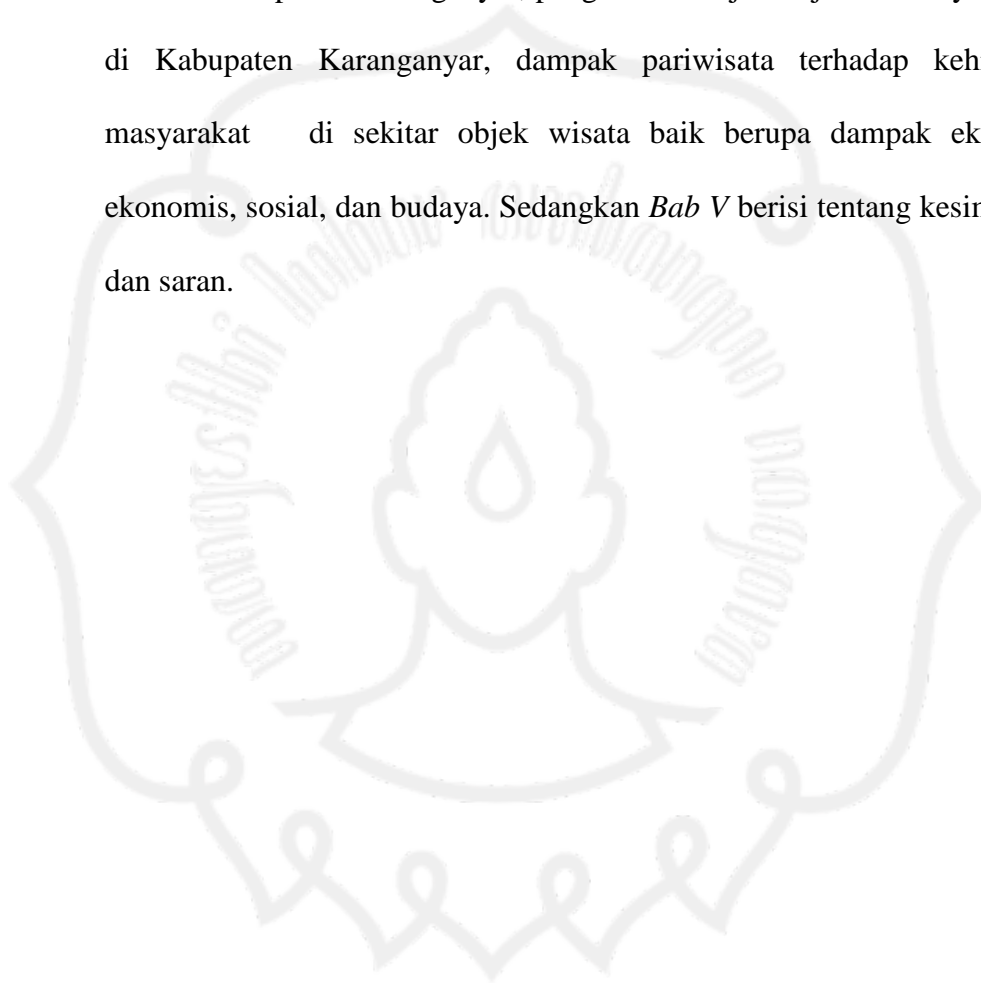 di Kabupaten Karanganyar, dampak pariwisata terhadap keh
masyarakat di sekitar objek wisata baik berupa dampak ek
ekonomis, sosial, dan budaya. Sedangkan Bab V berisi tentang kesim
dan saran.